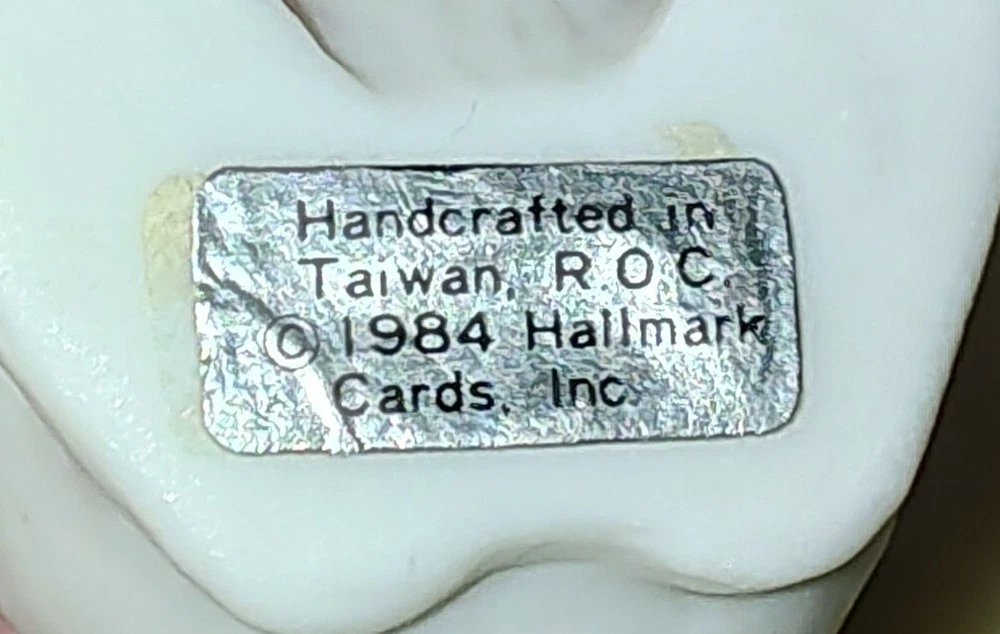 Handcrafted in
Taiwan, R O C.
© 1984 Hallmark
Cards, Inc.